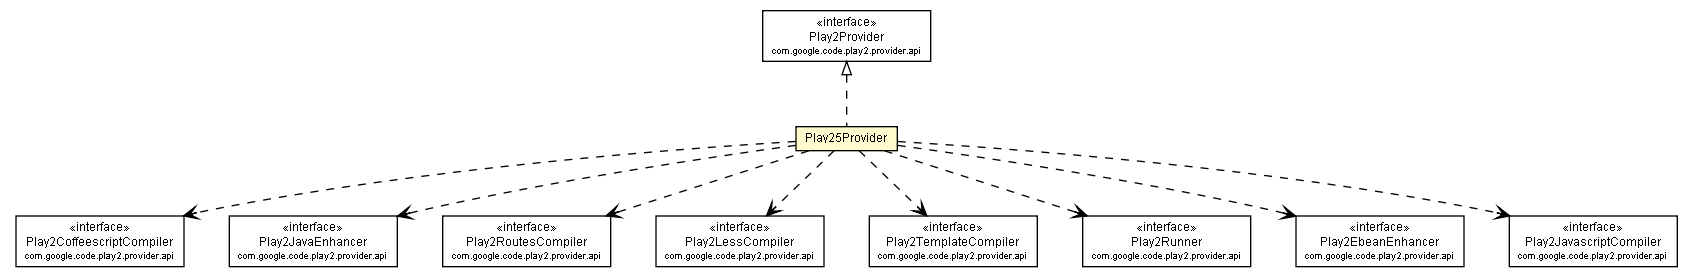 «interface»
Play2Provider
com.google.code.play2.provider.api
Play25Provider
«interface»
Play2CoffeescriptCompiler
com.google.code.play2.provider.api
«interface»
Play2JavaEnhancer
com.google.code.play2.provider.api
«interface»
Play2RoutesCompiler
com.google.code.play2.provider.api
«interface»
Play2LessCompiler
com.google.code.play2.provider.api
«interface»
Play2TemplateCompiler
com.google.code.play2.provider.api
«interface»
Play2Runner
com.google.code.play2.provider.api
«interface»
Play2EbeanEnhancer
com.google.code.play2.provider.api
«interface»
Play2JavascriptCompiler
com.google.code.play2.provider.api